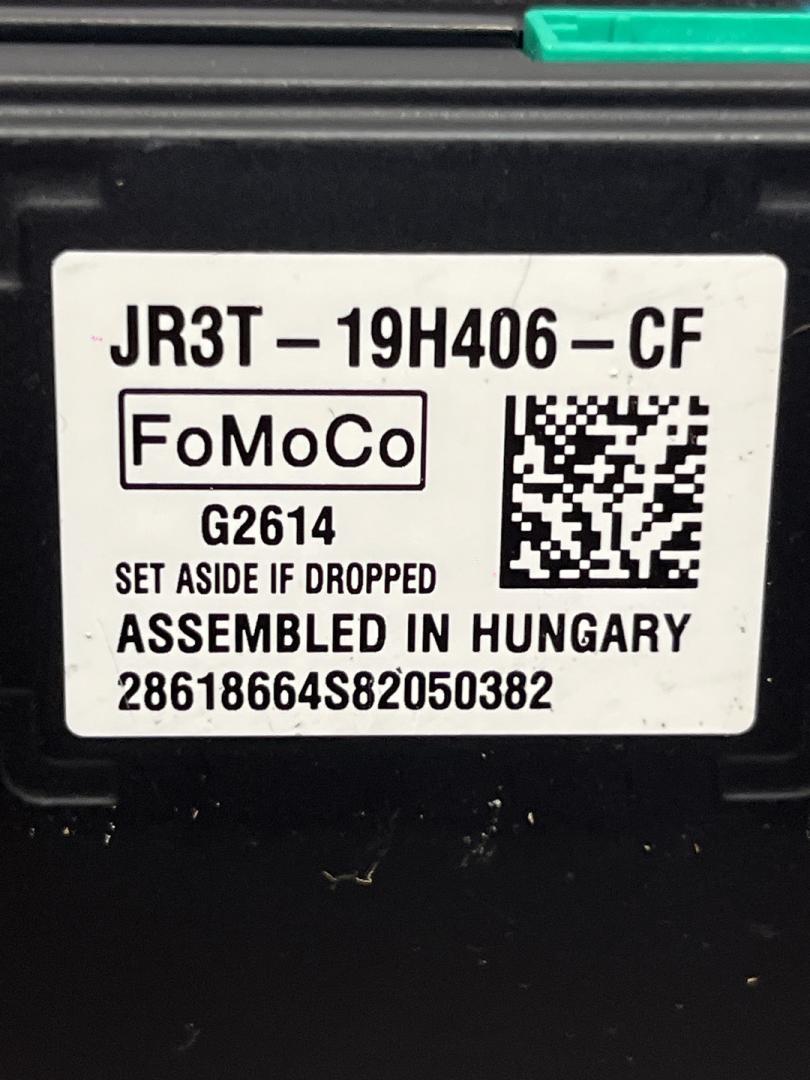 JR3T-19H406-CF
FoMoCo
G2614
SET ASIDE IF DROPPED
ASSEMBLED IN HUNGARY
28618664S82050382